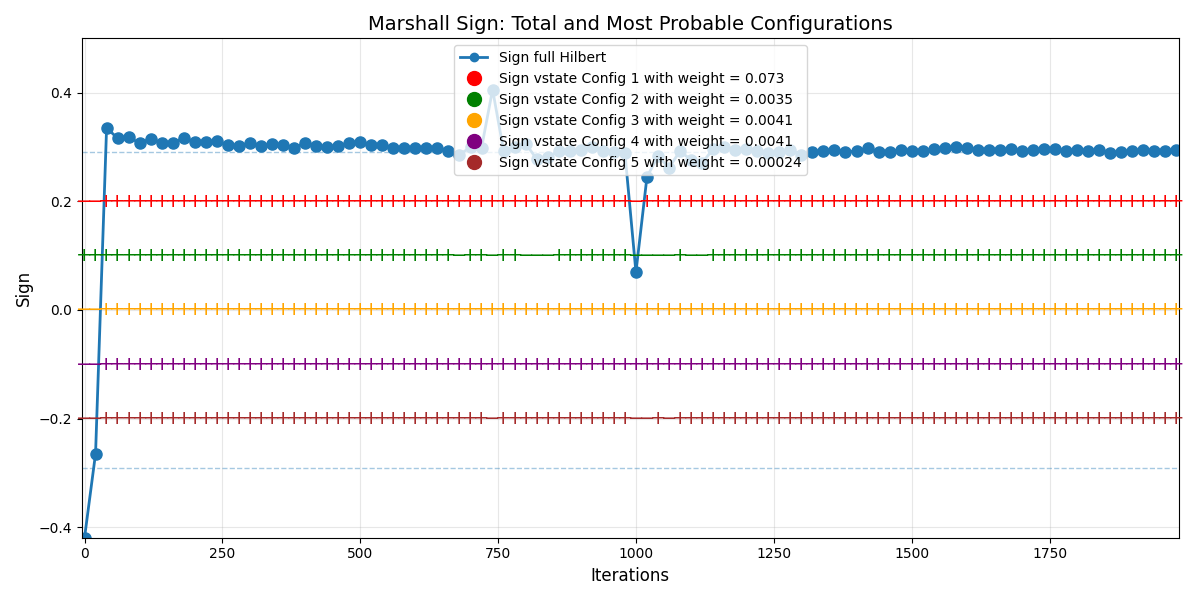 Marshall Sign: Total and Most Probable Configurations
Sign full Hilbert
Sign vstate Config 1 with weight = 0.073
Sign vstate Config 2 with weight = 0.0035
Sign vstate Config 3 with weight = 0.0041
Sign vstate Config 4 with weight = 0.0041
Sign vstate Config 5 with weight = 0.00024
Sign
0.4
0.2
0.0
−0.2
−0.4
0 250 500 750 1000 1250 1500 1750
Iterations